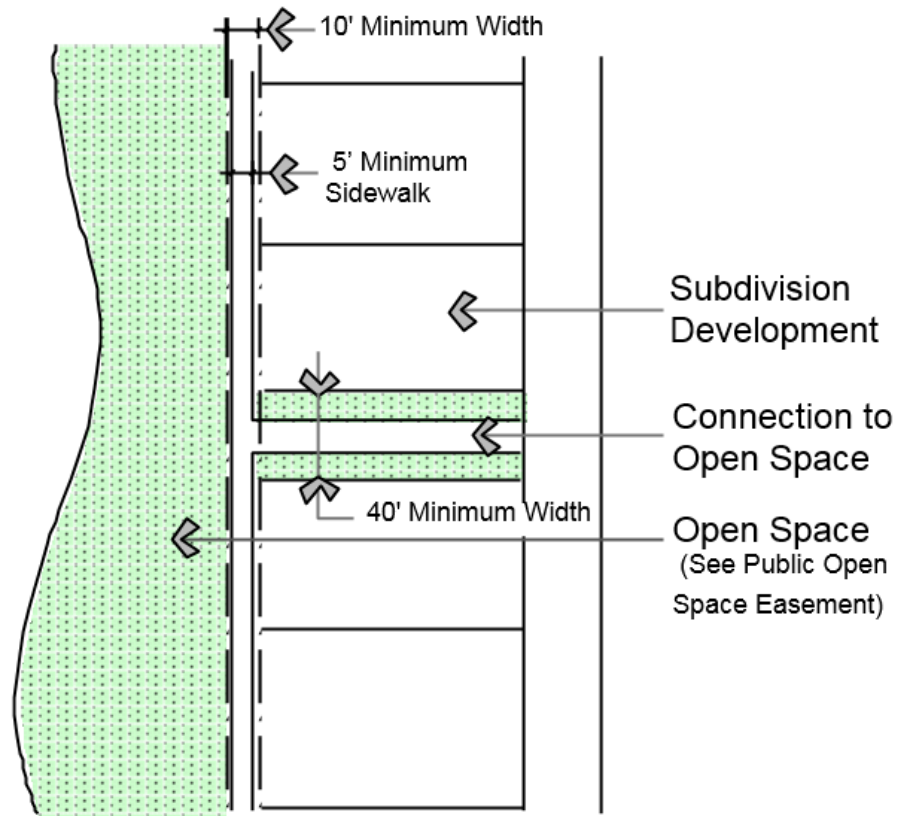 10' Minimum Width
5’ Minimum
Sidewalk
Subdivision
Development
Connection to
Open Space
40' Minimum Width
Open Space
(See Public Open
Space Easement)